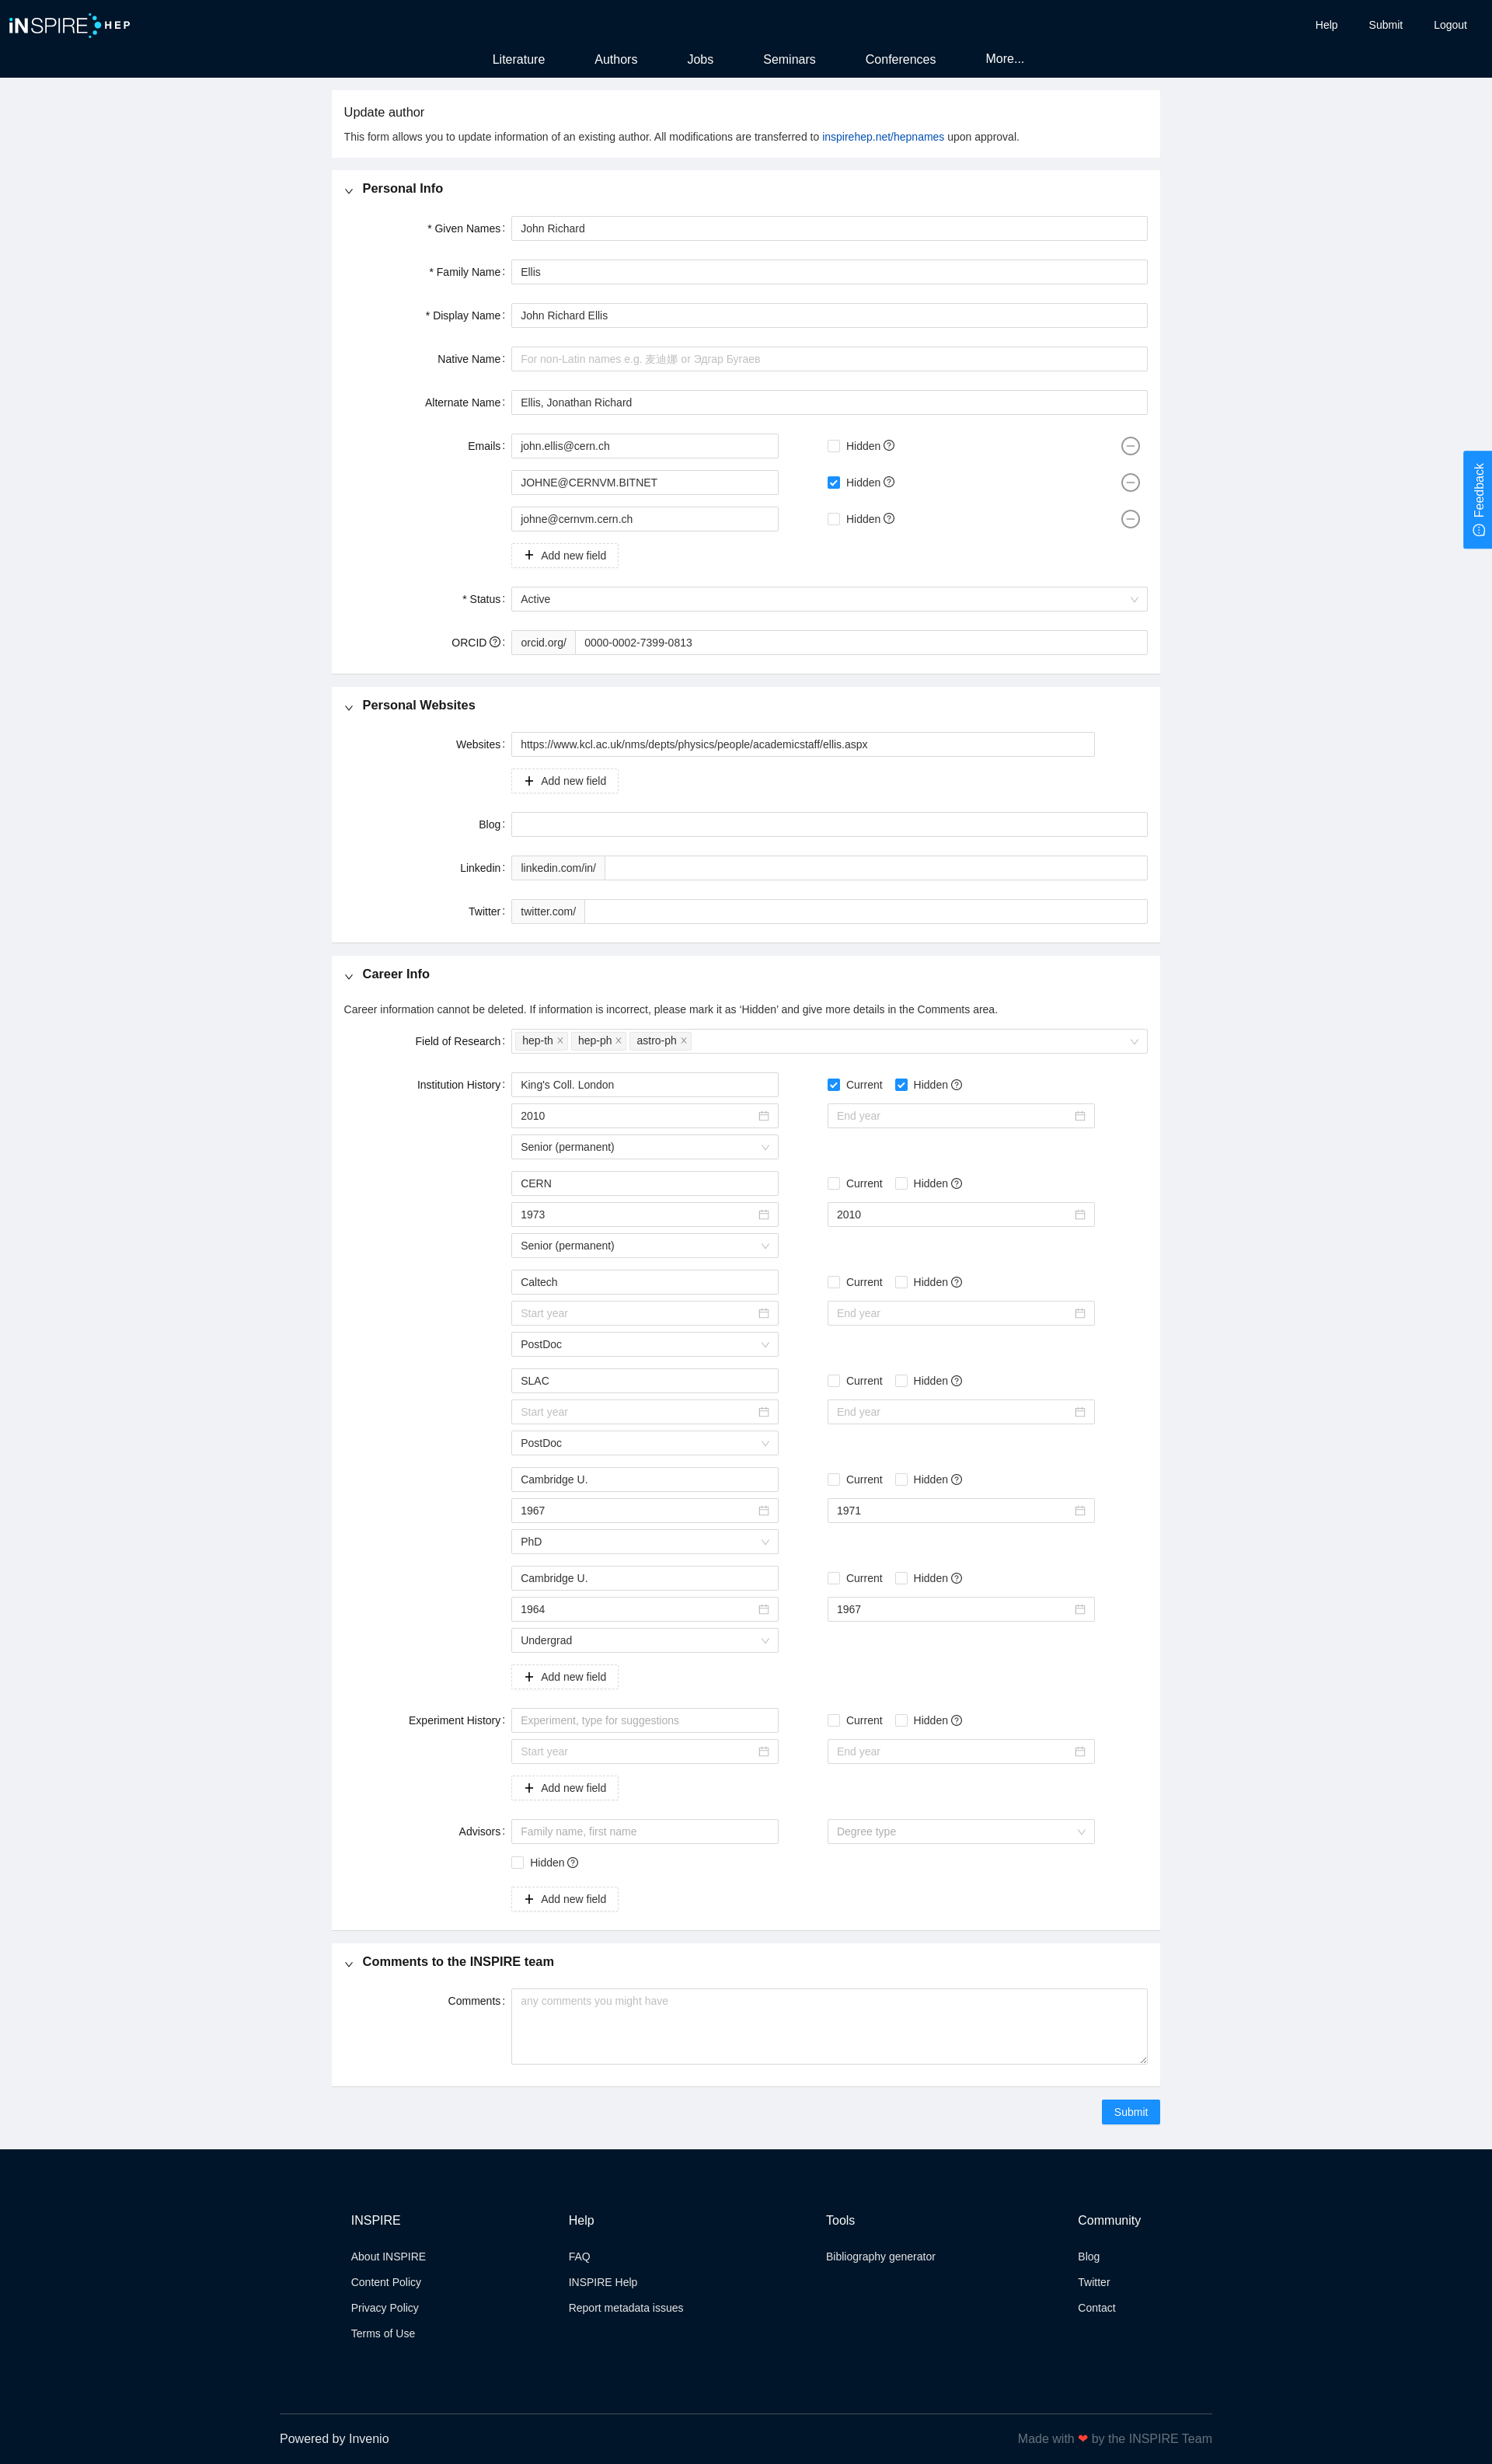 iNSPIRE HEP
Help Submit Logout
Literature Authors Jobs Seminars Conferences More...
Update author
This form allows you to update information of an existing author. All modifications are transferred to inspirehep.net/hepnames upon approval.
Personal Info
* Given Names: John Richard
* Family Name: Ellis
* Display Name: John Richard Ellis
Native Name: For non-Latin names e.g. 麦迪娜 or Эдгар Бугаев
Alternate Name: Ellis, Jonathan Richard
Emails: john.ellis@cern.ch Hidden
JOHNE@CERNVM.BITNET Hidden
johne@cernvm.cern.ch Hidden
Add new field
* Status: Active
ORCID : orcid.org/ 0000-0002-7399-0813
Feedback
Personal Websites
Websites: https://www.kcl.ac.uk/nms/depts/physics/people/academicstaff/ellis.aspx
Add new field
Blog:
Linkedin: linkedin.com/in/
Twitter: twitter.com/
Career Info
Career information cannot be deleted. If information is incorrect, please mark it as ‘Hidden’ and give more details in the Comments area.
Field of Research: hep-th hep-ph astro-ph
Institution History: King's Coll. London Current Hidden
2010 End year
Senior (permanent)
CERN Current Hidden
1973 2010
Senior (permanent)
Caltech Current Hidden
Start year End year
PostDoc
SLAC Current Hidden
Start year End year
PostDoc
Cambridge U. Current Hidden
1967 1971
PhD
Cambridge U. Current Hidden
1964 1967
Undergrad
Add new field
Experiment History: Experiment, type for suggestions Current Hidden
Start year End year
Add new field
Advisors: Family name, first name Degree type
Hidden
Add new field
Comments to the INSPIRE team
Comments: any comments you might have
Submit
INSPIRE Help Tools Community
About INSPIRE FAQ Bibliography generator Blog
Content Policy INSPIRE Help Twitter
Privacy Policy Report metadata issues Contact
Terms of Use
Powered by Invenio Made with ❤ by the INSPIRE Team